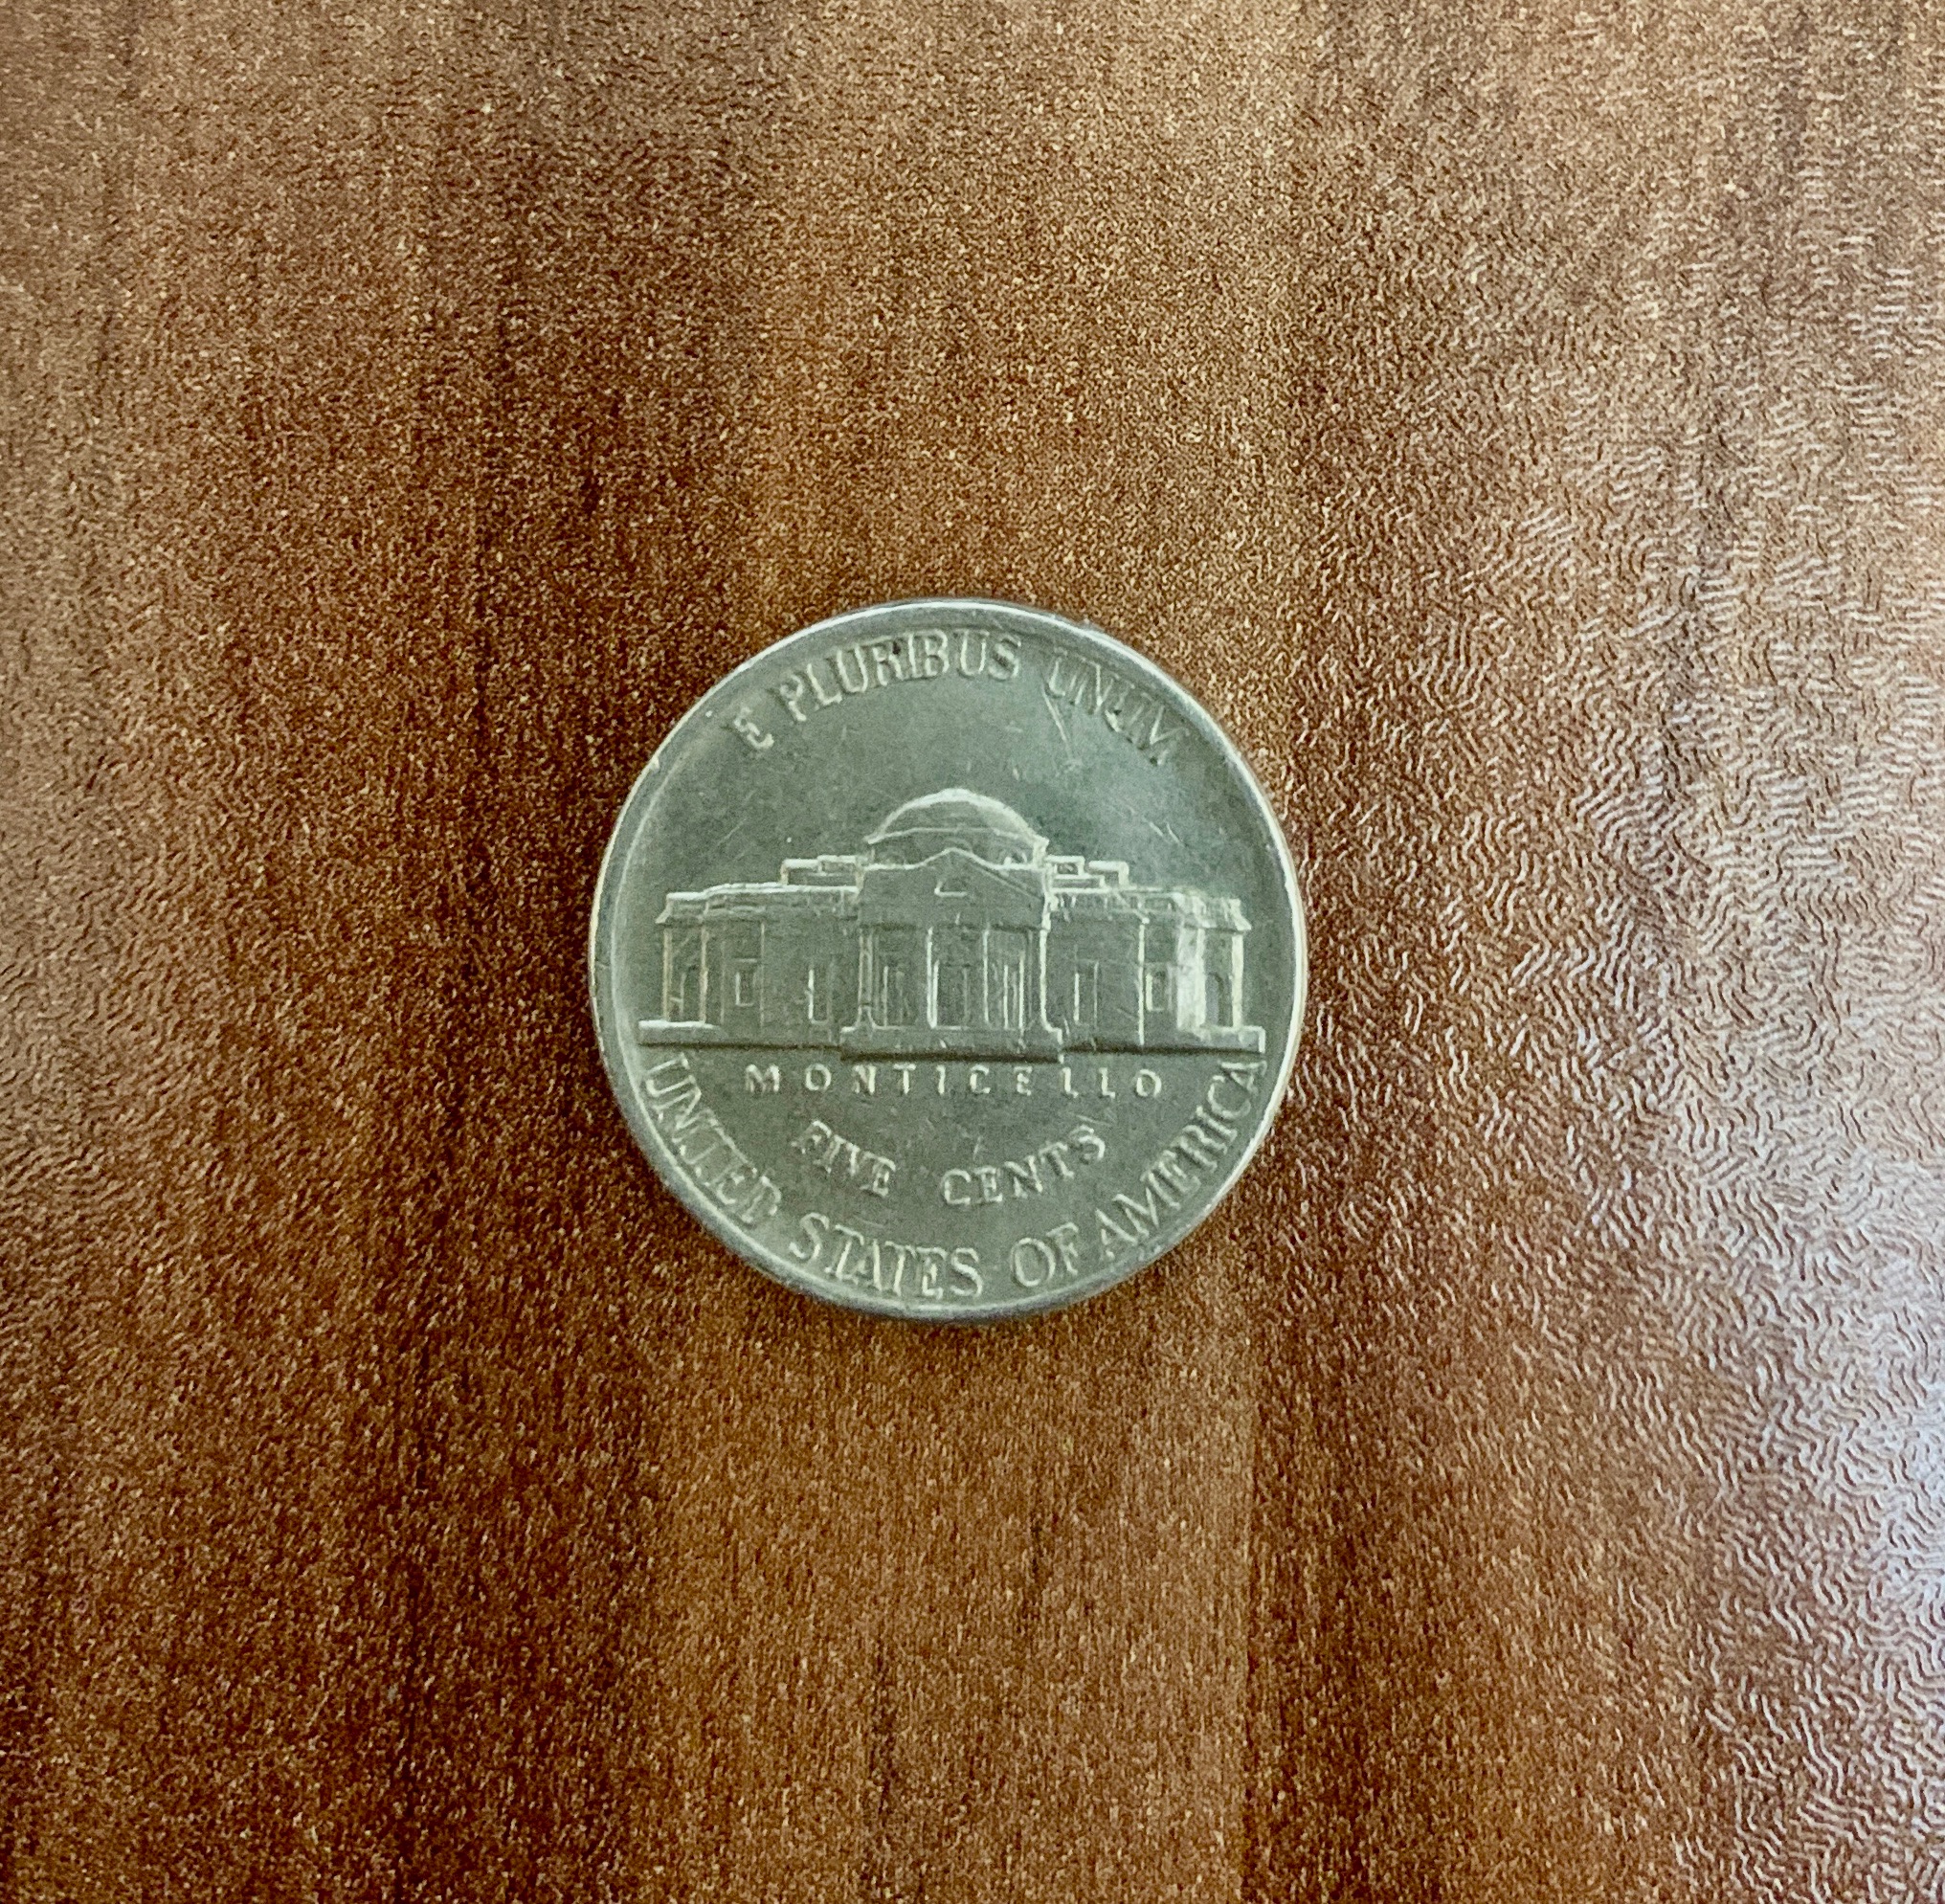 E PLURIBUS UNUM
MONTICELLO
FIVE CENTS
UNITED STATES OF AMERICA